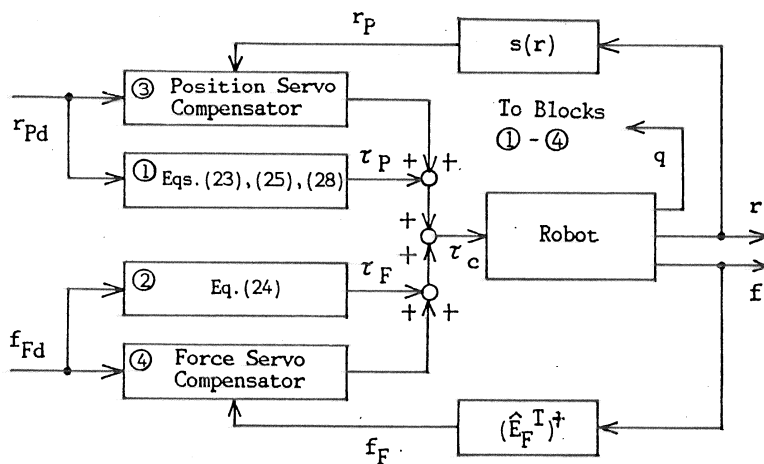 r_P
s(r)
③ Position Servo
Compensator
r_Pd
To Blocks
① - ④
τ_P
+ +
q
① Eqs.(23),(25),(28)
r
+
Robot
+
τ_c
τ_F
f
② Eq.(24)
+ +
f_Fd
④ Force Servo
Compensator
(Ê_F^T)^+
f_F